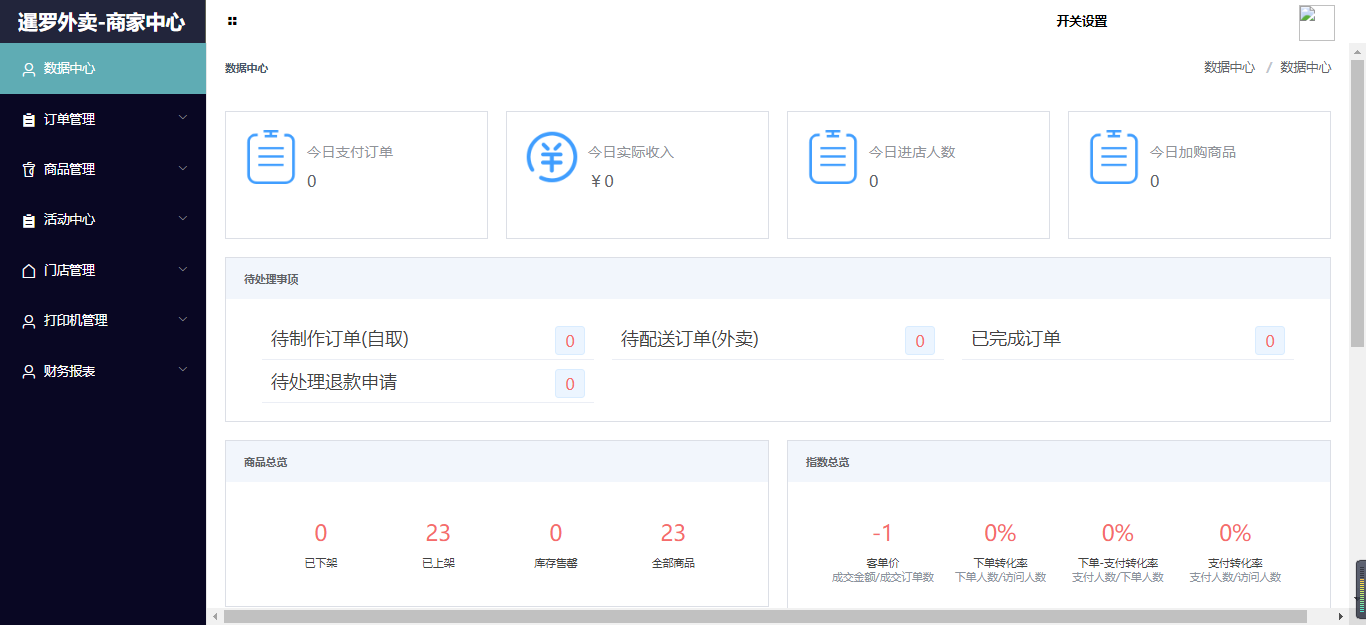 暹罗外卖-商家中心
开关设置
数据中心
订单管理
商品管理
活动中心
门店管理
打印机管理
财务报表
数据中心
数据中心 / 数据中心
今日支付订单
0
今日实际收入
￥0
今日进店人数
0
今日加购商品
0
待处理事项
待制作订单(自取) 0
待配送订单(外卖) 0
已完成订单 0
待处理退款申请 0
商品总览
0 23 0 23
已下架 已上架 库存售罄 全部商品
指数总览
-1 0% 0% 0%
客单价 下单转化率 下单-支付转化率 支付转化率
成交金额/成交订单数 下单人数/访问人数 支付人数/下单人数 支付人数/访问人数